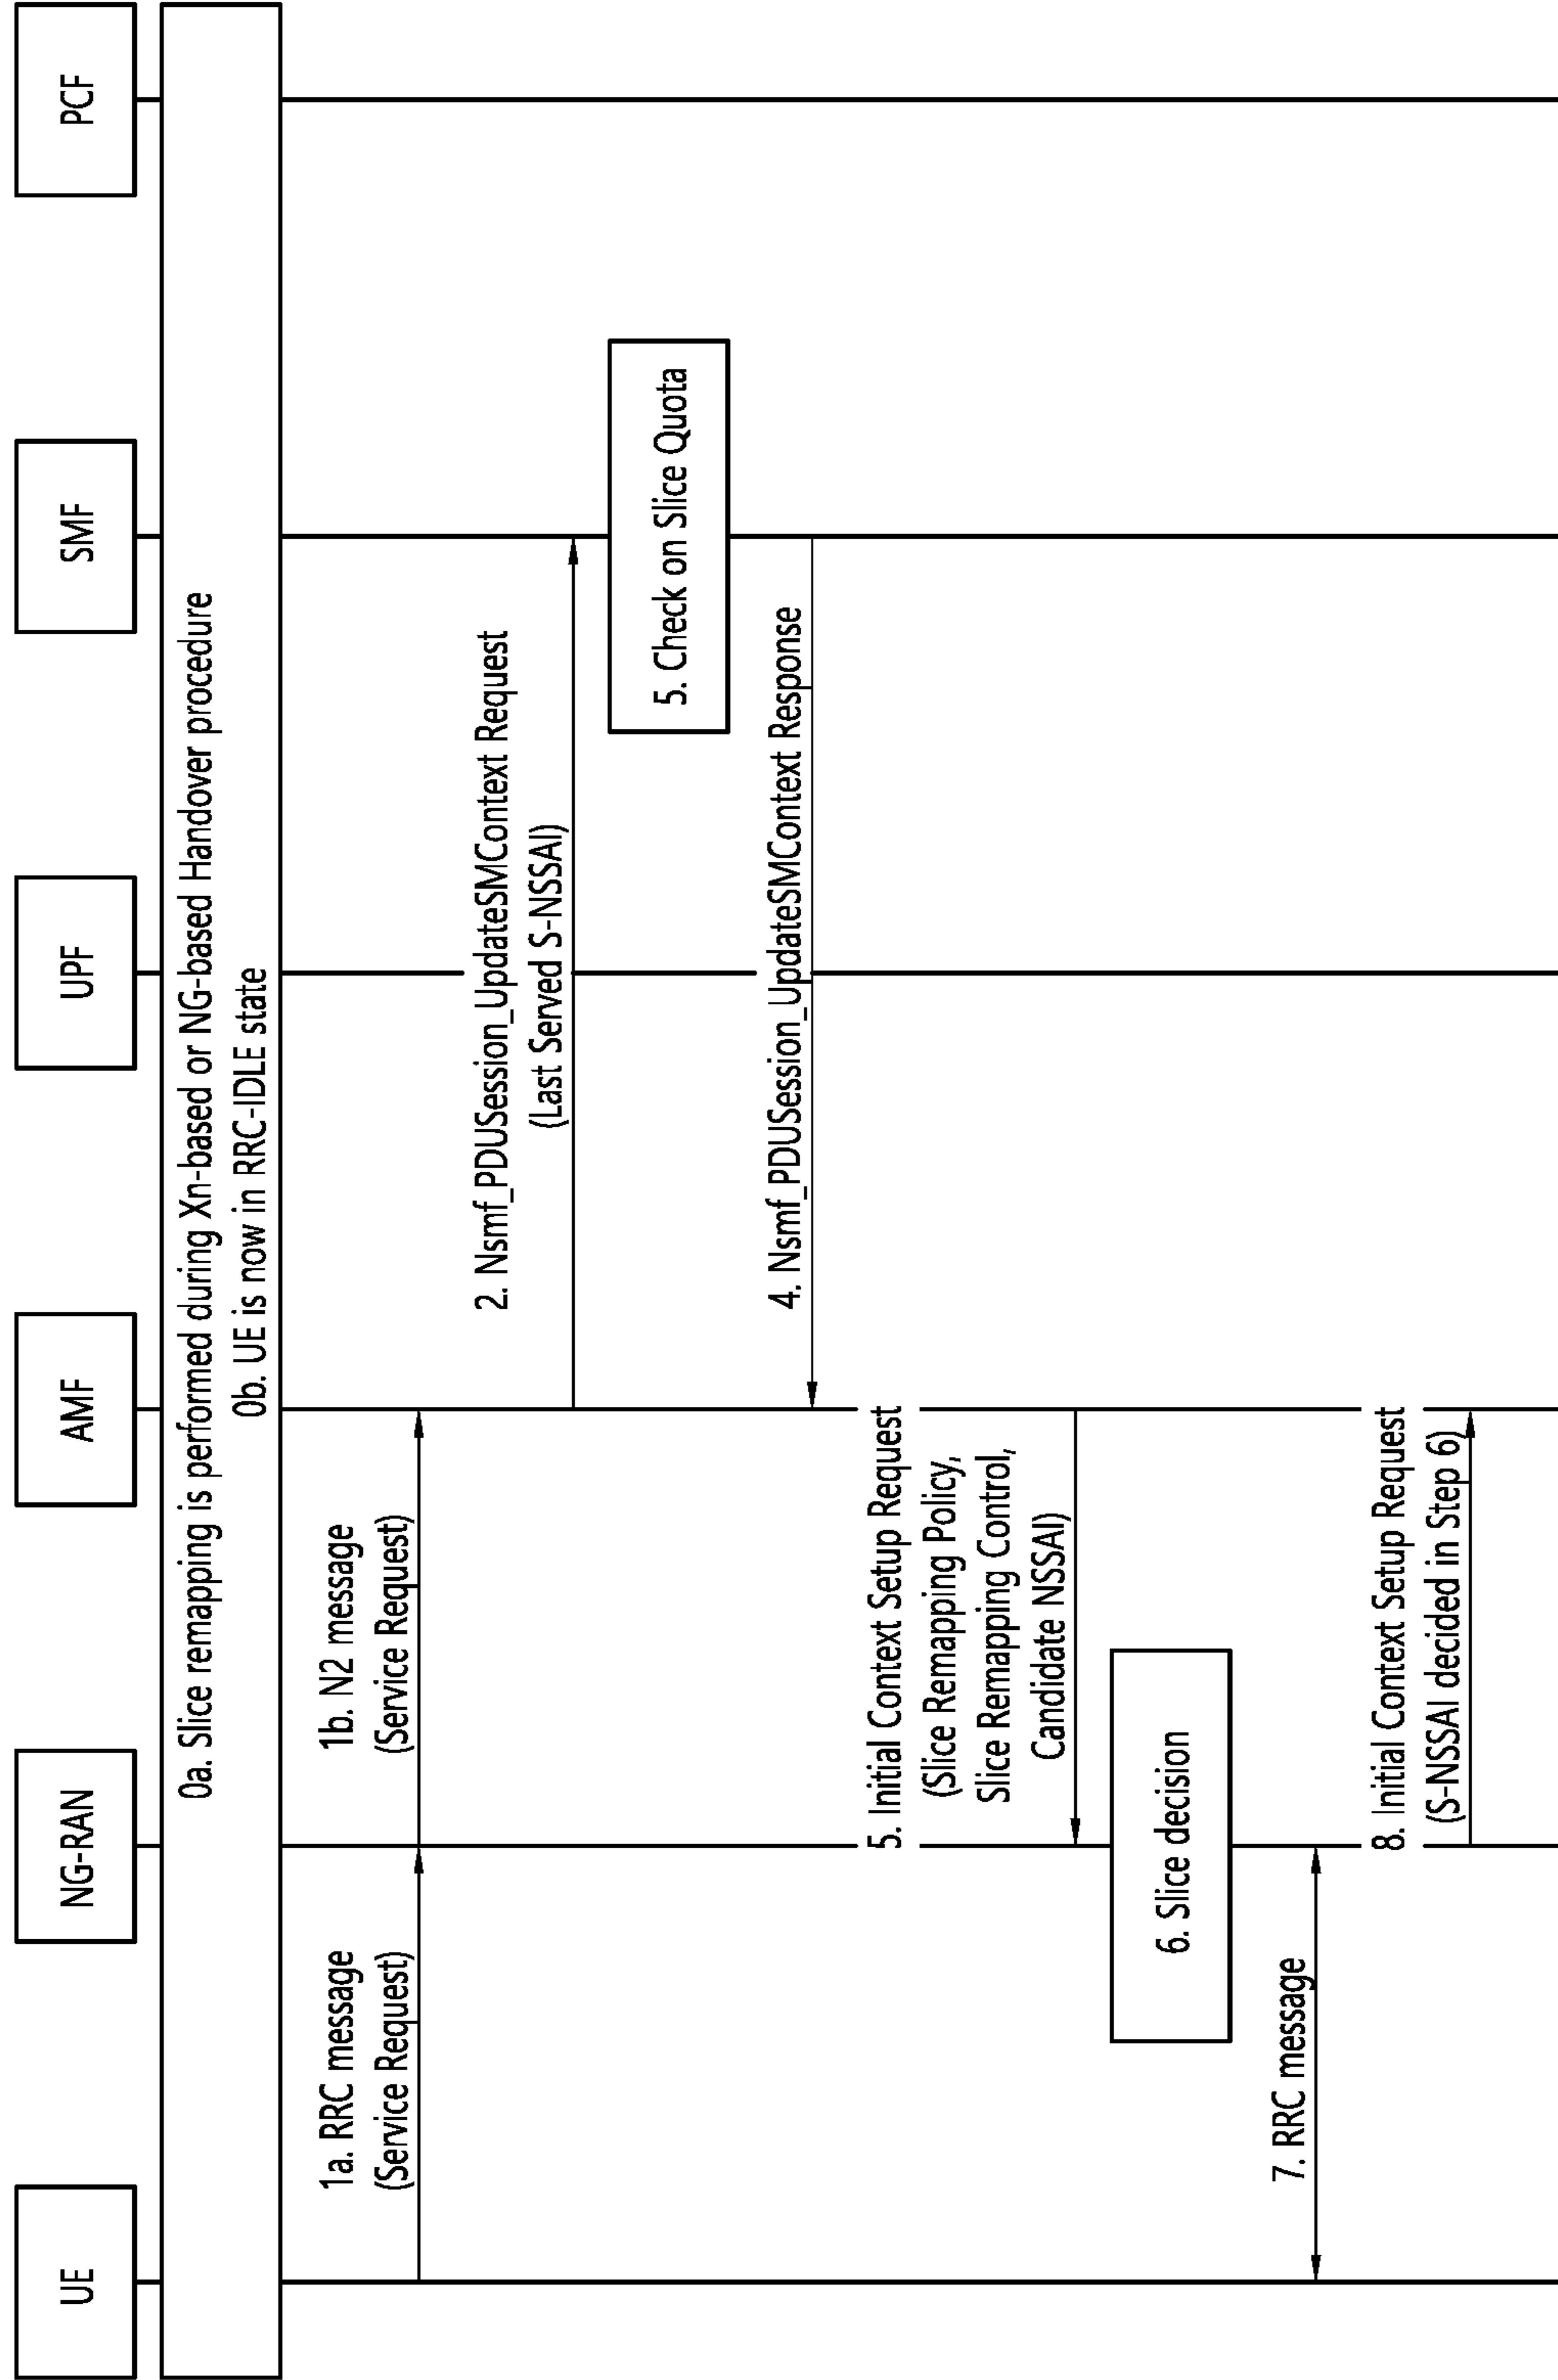 UE
NG-RAN
AMF
UPF
SMF
PCF
0a. Slice remapping is performed during Xn-based or NG-based Handover procedure
0b. UE is now in RRC-IDLE state
1a. RRC message
(Service Request)
1b. N2 message
(Service Request)
2. Nsmf_PDUSession_UpdateSMContext Request
(Last Served S-NSSAI)
5. Check on Slice Quota
4. Nsmf_PDUSession_UpdateSMContext Response
5. Initial Context Setup Request
(Slice Remapping Policy,
Slice Remapping Control,
Candidate NSSAI)
6. Slice decision
7. RRC message
8. Initial Context Setup Request
(S-NSSAI decided in Step 6)